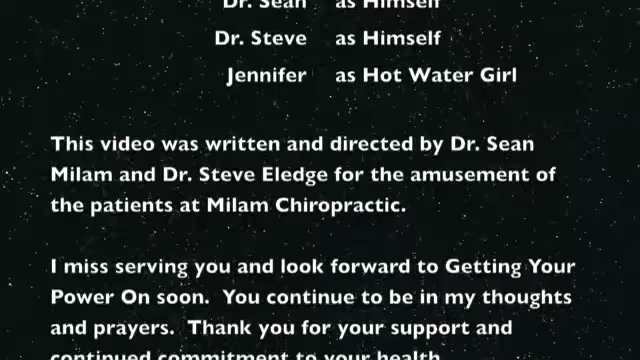 Dr. Sean as Himself
Dr. Steve as Himself
Jennifer as Hot Water Girl
This video was written and directed by Dr. Sean
Milam and Dr. Steve Eledge for the amusement of
the patients at Milam Chiropractic.
I miss serving you and look forward to Getting Your
Power On soon. You continue to be in my thoughts
and prayers. Thank you for your support and
continued commitment to your health